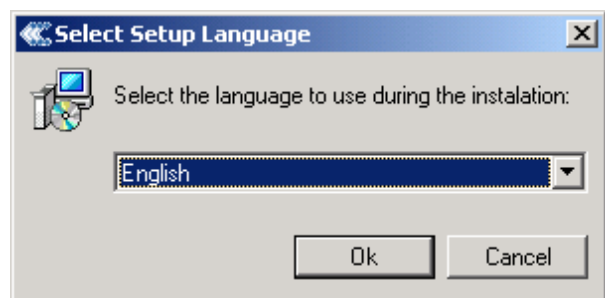 Select Setup Language
Select the language to use during the instalation:
English
Ok
Cancel